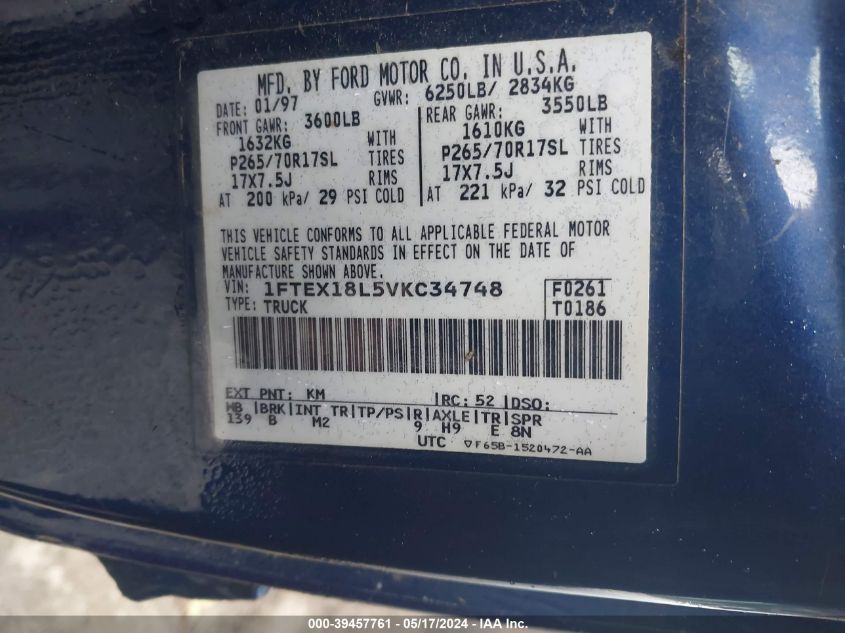 MFD. BY FORD MOTOR CO. IN U.S.A.
DATE: 01/97 GVWR: 6250LB/ 2834KG
FRONT GAWR: 3600LB
1632KG WITH
P265/70R17SL TIRES
17X7.5J RIMS
AT 200 kPa/ 29 PSI COLD
REAR GAWR: 3550LB
1610KG WITH
P265/70R17SL TIRES
17X7.5J RIMS
AT 221 kPa/ 32 PSI COLD
THIS VEHICLE CONFORMS TO ALL APPLICABLE FEDERAL MOTOR
VEHICLE SAFETY STANDARDS IN EFFECT ON THE DATE OF
MANUFACTURE SHOWN ABOVE.
VIN: 1FTEX18L5VKC34748 F0261
TYPE: TRUCK T0186
EXT PNT: KM RC: 52 DSO:
WB BRK INT TR TP/PS R AXLE TR SPR
139 B M2 9 H9 E 8N
UTC ▽F65B-1520472-AA
000-39457761 - 05/17/2024 - IAA Inc.